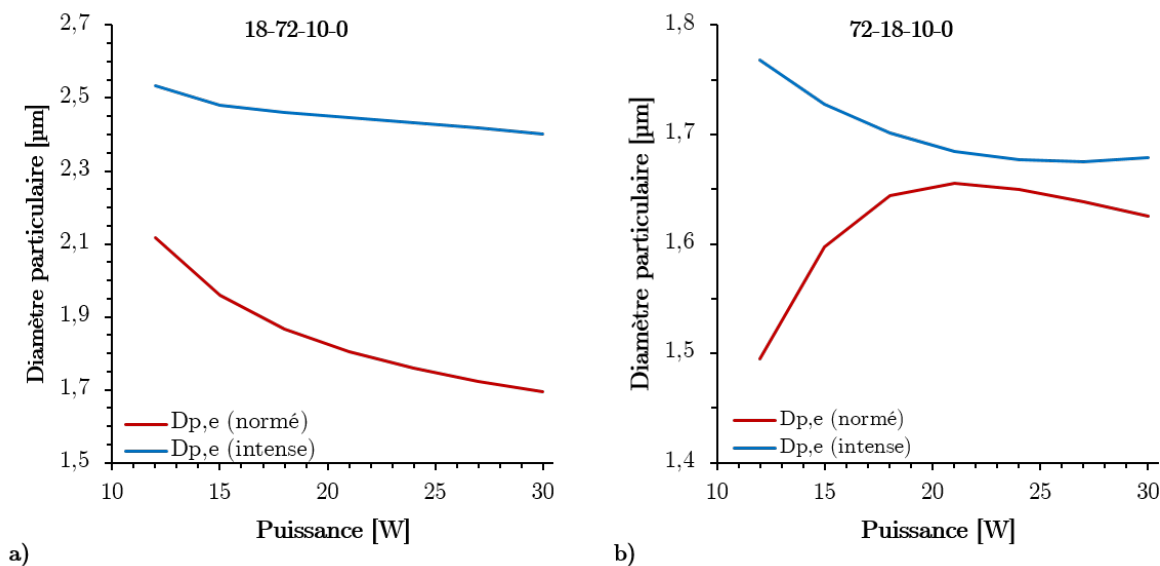 18-72-10-0
Diamètre particulaire [µm]
2,7
2,5
2,3
2,1
1,9
1,7
1,5
Dp,e (normé)
Dp,e (intense)
10
15
20
25
30
Puissance [W]
a)
72-18-10-0
Diamètre particulaire [µm]
1,8
1,7
1,6
1,5
1,4
Dp,e (normé)
Dp,e (intense)
10
15
20
25
30
Puissance [W]
b)